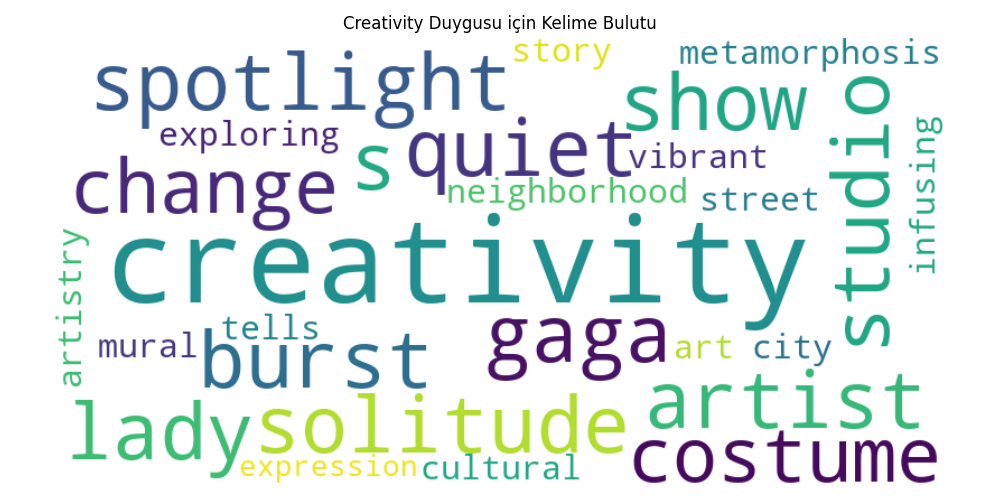 Creativity Duygusu için Kelime Bulutu
story
metamorphosis
spotlight
show
studio
exploring
quiet
s
vibrant
infusing
change
neighborhood
street
creativity
artistry
tells
mural
burst
gaga
art
city
artist
lady
solitude
costume
expression
cultural